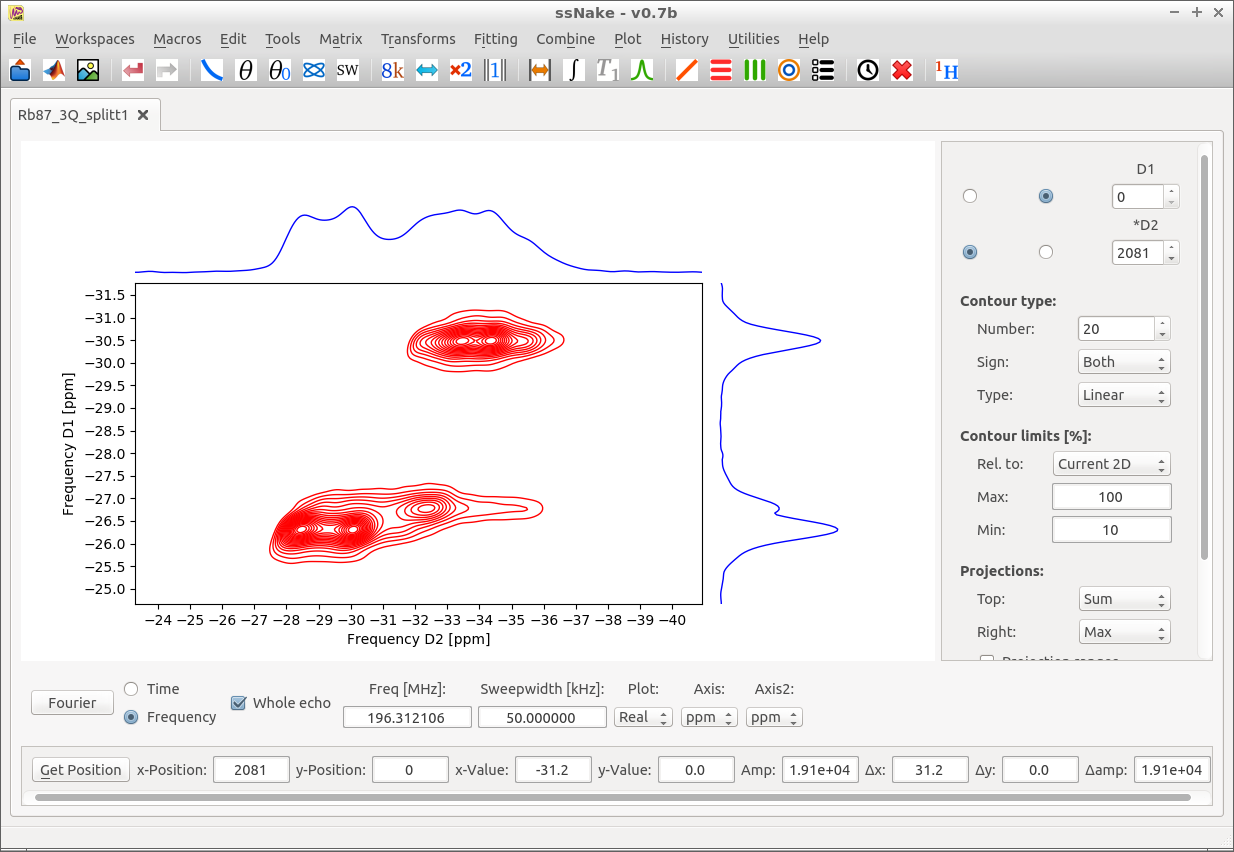 ssNake - v0.7b
File Workspaces Macros Edit Tools Matrix Transforms Fitting Combine Plot History Utilities Help
θ θ0 SW 8k ×2 ||1|| ∫ T1 1H
Rb87_3Q_splitt1
D1
0
*D2
2081
Contour type:
Number: 20
Sign: Both
Type: Linear
Contour limits [%]:
Rel. to: Current 2D
Max: 100
Min: 10
Projections:
Top: Sum
Right: Max
Projection ranges
Frequency D1 [ppm]
−31.5
−31.0
−30.5
−30.0
−29.5
−29.0
−28.5
−28.0
−27.5
−27.0
−26.5
−26.0
−25.5
−25.0
−24 −25 −26 −27 −28 −29 −30 −31 −32 −33 −34 −35 −36 −37 −38 −39 −40
Frequency D2 [ppm]
Fourier
Time
Frequency
Whole echo
Freq [MHz]: Sweepwidth [kHz]: Plot: Axis: Axis2:
196.312106 50.000000 Real ppm ppm
Get Position x-Position: 2081 y-Position: 0 x-Value: -31.2 y-Value: 0.0 Amp: 1.91e+04 Δx: 31.2 Δy: 0.0 Δamp: 1.91e+04